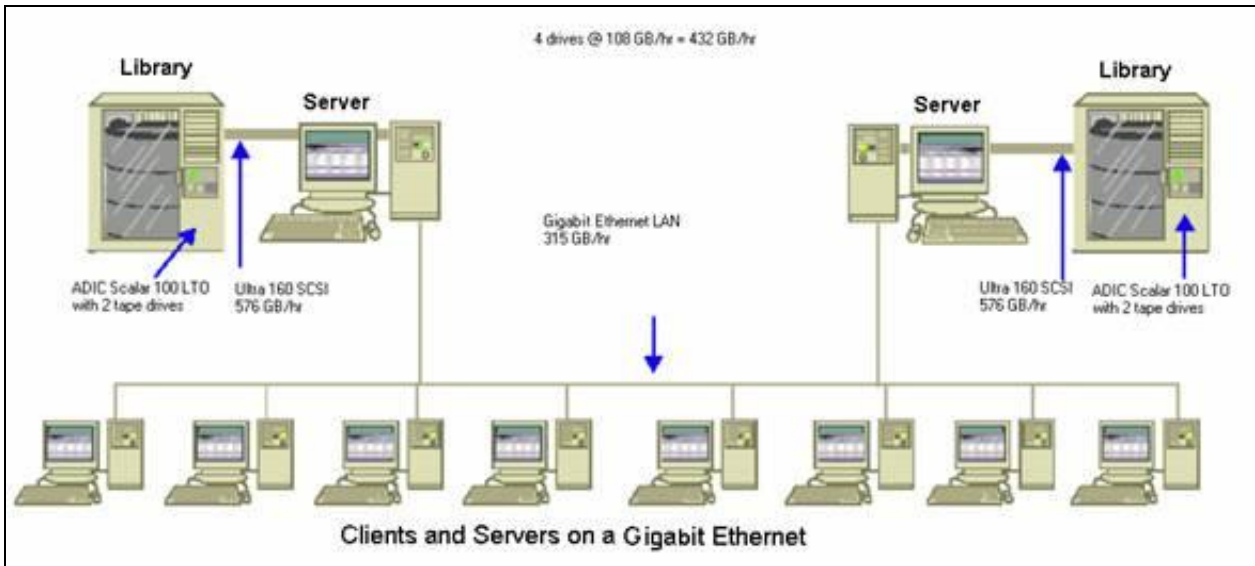 4 drives @ 108 GB/hr = 432 GB/hr
Library
Server
Server
Library
Gigabit Ethernet LAN
315 GB/hr
ADIC Scalar 100 LTO
with 2 tape drives
Ultra 160 SCSI
576 GB/hr
Ultra 160 SCSI
576 GB/hr
ADIC Scalar 100 LTO
with 2 tape drives
Clients and Servers on a Gigabit Ethernet